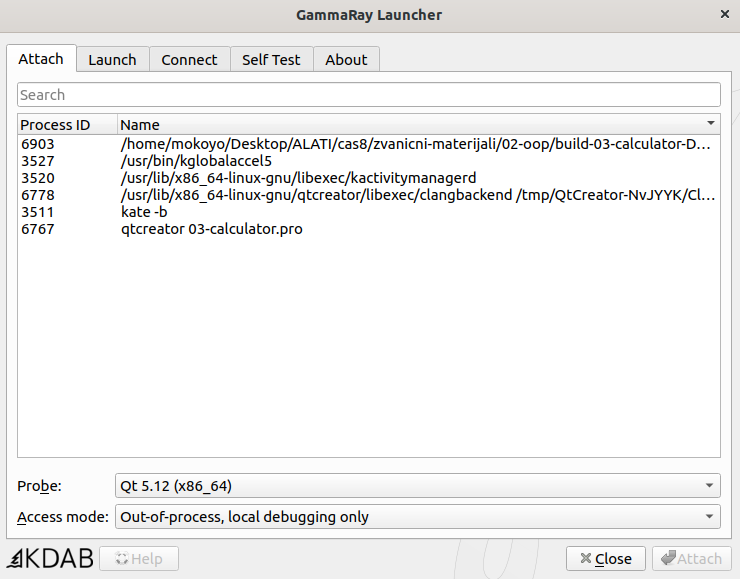 GammaRay Launcher
Attach Launch Connect Self Test About
Search
Process ID Name
6903 /home/mokoyo/Desktop/ALATI/cas8/zvanicni-materijali/02-oop/build-03-calculator-D...
3527 /usr/bin/kglobalaccel5
3520 /usr/lib/x86_64-linux-gnu/libexec/kactivitymanagerd
6778 /usr/lib/x86_64-linux-gnu/qtcreator/libexec/clangbackend /tmp/QtCreator-NvJYYK/Cl...
3511 kate -b
6767 qtcreator 03-calculator.pro
Probe: Qt 5.12 (x86_64)
Access mode: Out-of-process, local debugging only
KDAB Help Close Attach